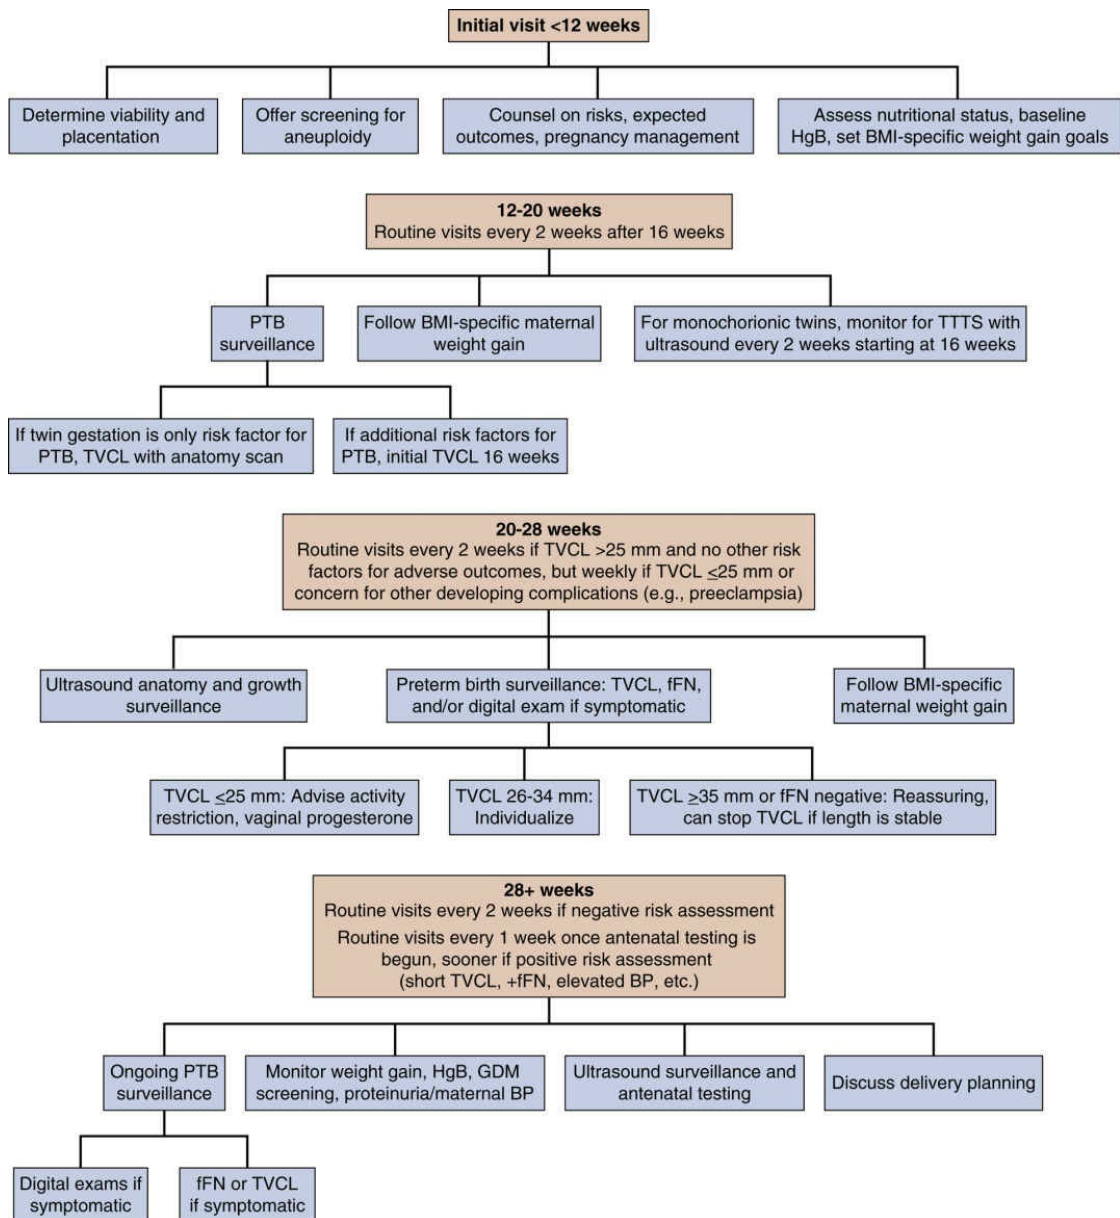 Initial visit <12 weeks
Determine viability and
placentation
Offer screening for
aneuploidy
Counsel on risks, expected
outcomes, pregnancy management
Assess nutritional status, baseline
HgB, set BMI-specific weight gain goals
12-20 weeks
Routine visits every 2 weeks after 16 weeks
PTB
surveillance
Follow BMI-specific maternal
weight gain
For monochorionic twins, monitor for TTTS with
ultrasound every 2 weeks starting at 16 weeks
If twin gestation is only risk factor for
PTB, TVCL with anatomy scan
If additional risk factors for
PTB, initial TVCL 16 weeks
20-28 weeks
Routine visits every 2 weeks if TVCL >25 mm and no other risk
factors for adverse outcomes, but weekly if TVCL ≤25 mm or
concern for other developing complications (e.g., preeclampsia)
Ultrasound anatomy and growth
surveillance
Preterm birth surveillance: TVCL, fFN,
and/or digital exam if symptomatic
Follow BMI-specific
maternal weight gain
TVCL ≤25 mm: Advise activity
restriction, vaginal progesterone
TVCL 26-34 mm:
Individualize
TVCL ≥35 mm or fFN negative: Reassuring,
can stop TVCL if length is stable
28+ weeks
Routine visits every 2 weeks if negative risk assessment
Routine visits every 1 week once antenatal testing is
begun, sooner if positive risk assessment
(short TVCL, +fFN, elevated BP, etc.)
Ongoing PTB
surveillance
Monitor weight gain, HgB, GDM
screening, proteinuria/maternal BP
Ultrasound surveillance and
antenatal testing
Discuss delivery planning
Digital exams if
symptomatic
fFN or TVCL
if symptomatic